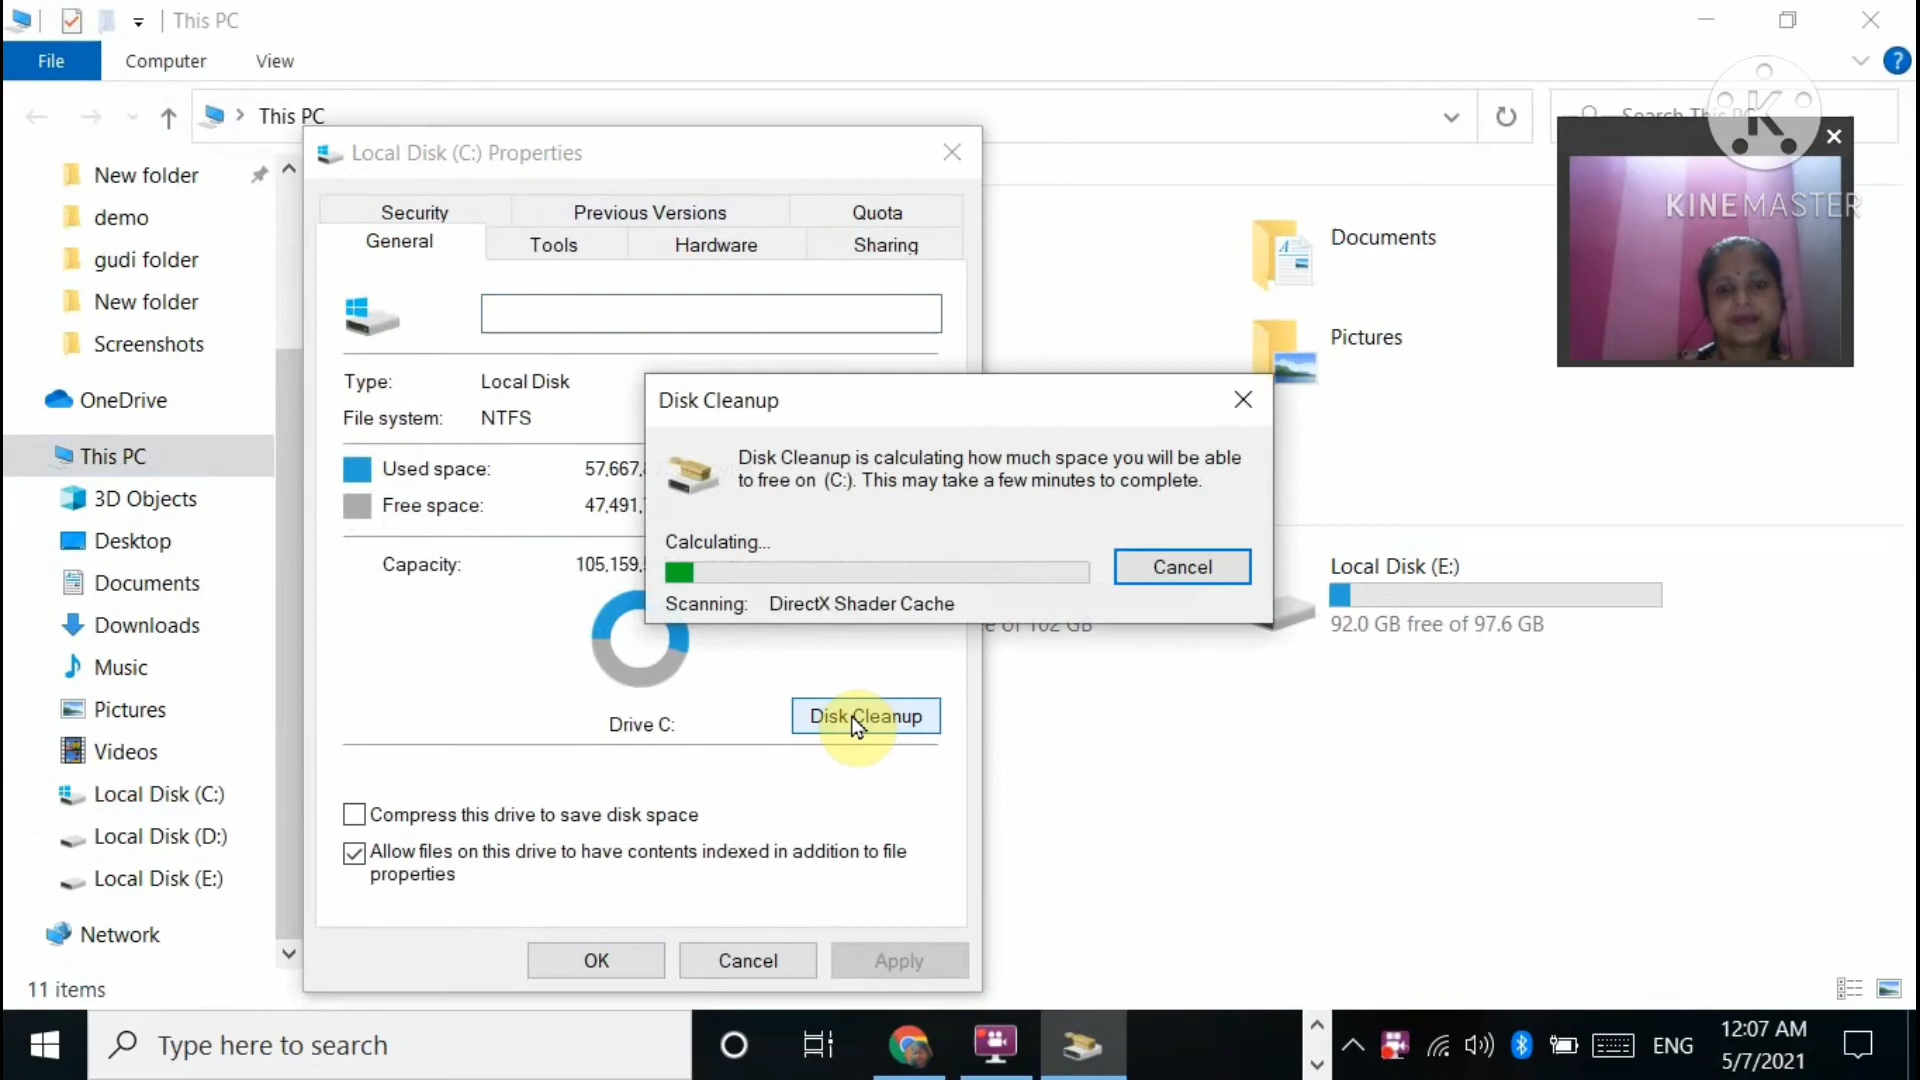 This PC
File
Computer
View
This PC
KINEMASTER
Local Disk (C:) Properties
Security
Previous Versions
Quota
General
Tools
Hardware
Sharing
Type: Local Disk
File system: NTFS
Used space: 57,667,
Free space: 47,491,
Capacity: 105,159,
Drive C:
Disk Cleanup
Compress this drive to save disk space
Allow files on this drive to have contents indexed in addition to file
properties
OK
Cancel
Apply
Disk Cleanup
Disk Cleanup is calculating how much space you will be able
to free on (C:). This may take a few minutes to complete.
Calculating...
Cancel
Scanning: DirectX Shader Cache
New folder
demo
gudi folder
New folder
Screenshots
OneDrive
This PC
3D Objects
Desktop
Documents
Downloads
Music
Pictures
Videos
Local Disk (C:)
Local Disk (D:)
Local Disk (E:)
Network
11 items
Documents
Pictures
Local Disk (E:)
of 102 GB
92.0 GB free of 97.6 GB
Type here to search
ENG
12:07 AM
5/7/2021